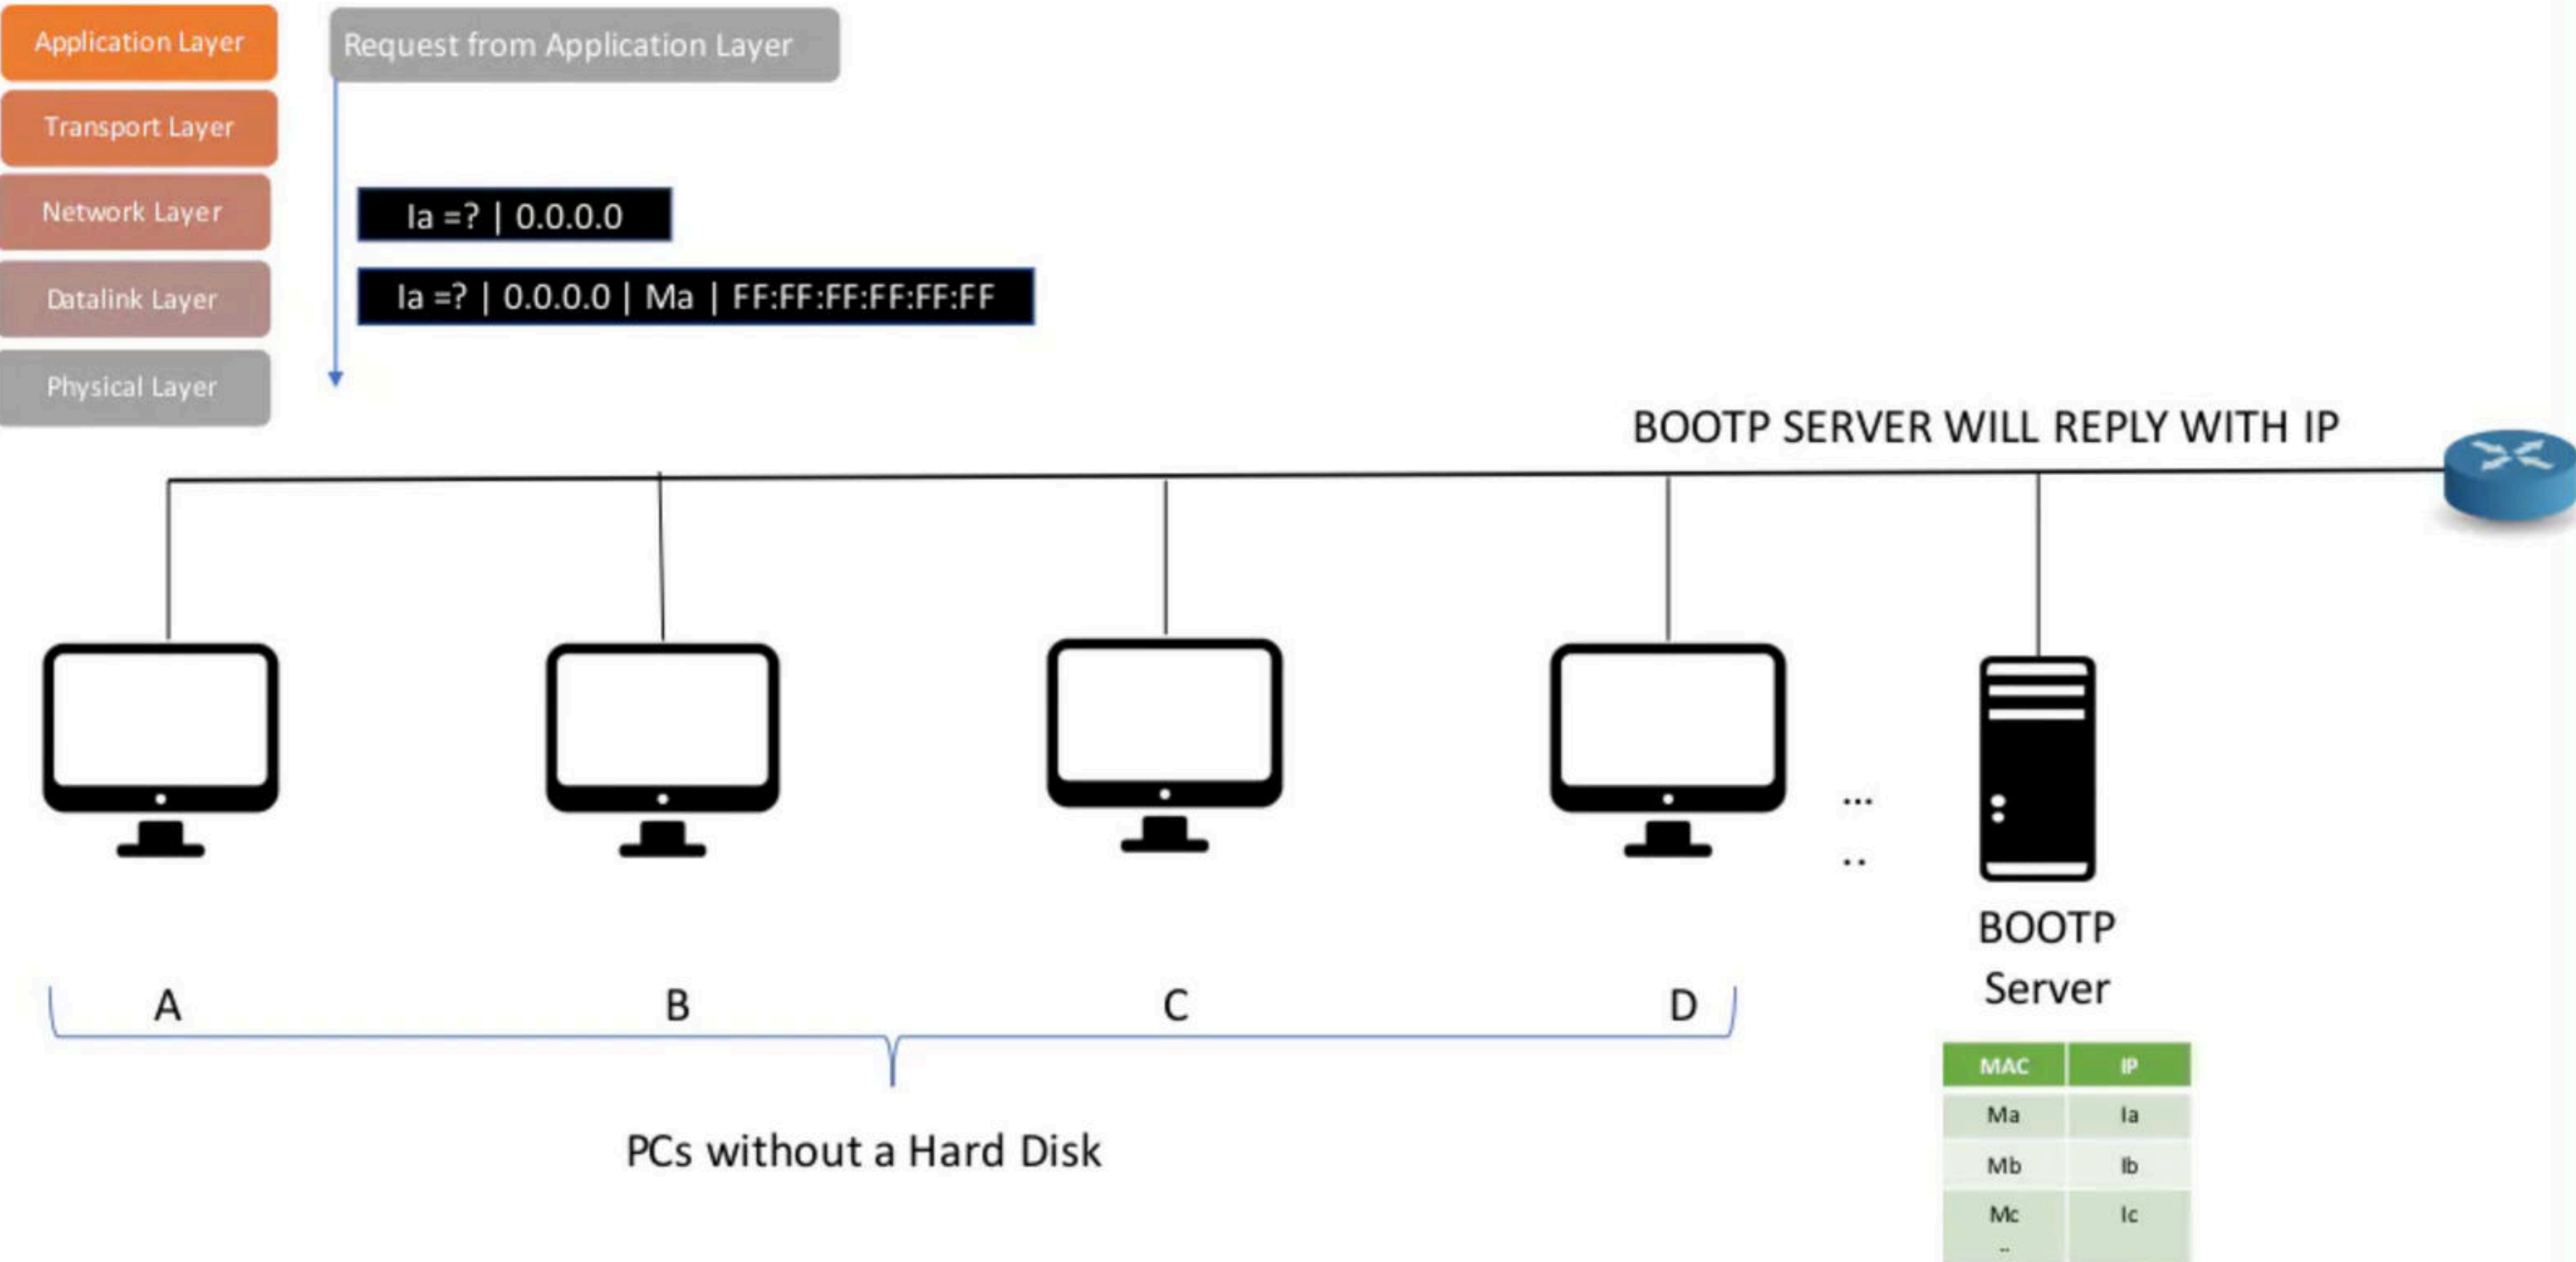 Application Layer
Request from Application Layer
Transport Layer
Network Layer
Ia =? | 0.0.0.0
Datalink Layer
Ia =? | 0.0.0.0 | Ma | FF:FF:FF:FF:FF:FF
Physical Layer
BOOTP SERVER WILL REPLY WITH IP
...
..
BOOTP
Server
A B C D
PCs without a Hard Disk
MAC IP
Ma Ia
Mb Ib
Mc Ic
..